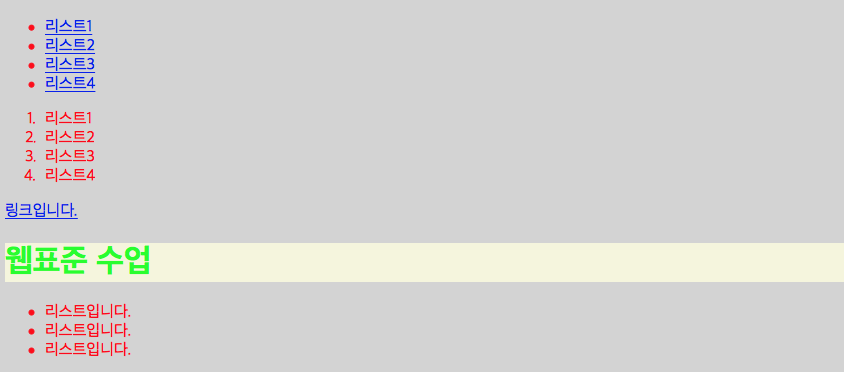 리스트1
리스트2
리스트3
리스트4
1. 리스트1
2. 리스트2
3. 리스트3
4. 리스트4
링크입니다.
웹표준 수업
리스트입니다.
리스트입니다.
리스트입니다.